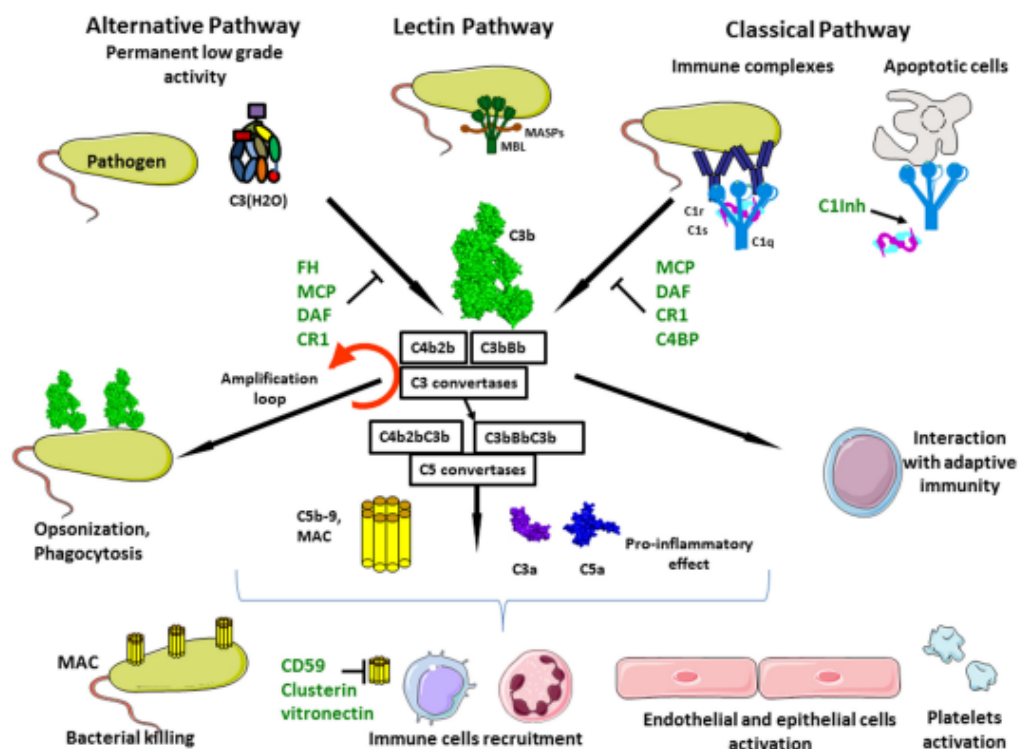 Alternative Pathway
Permanent low grade
activity
Lectin Pathway
Classical Pathway
Immune complexes
Apoptotic cells
Pathogen
C3(H2O)
MASPs
MBL
C1r
C1s
C1q
C1Inh
C3b
FH
MCP
DAF
CR1
MCP
DAF
CR1
C4BP
C4b2b
C3bBb
C3 convertases
Amplification
loop
C4b2bC3b
C3bBbC3b
C5 convertases
Opsonization,
Phagocytosis
C5b-9,
MAC
C3a
C5a
Pro-inflammatory
effect
Interaction
with adaptive
immunity
MAC
Bacterial killing
CD59
Clusterin
vitronectin
Immune cells recruitment
Endothelial and epithelial cells
activation
Platelets
activation